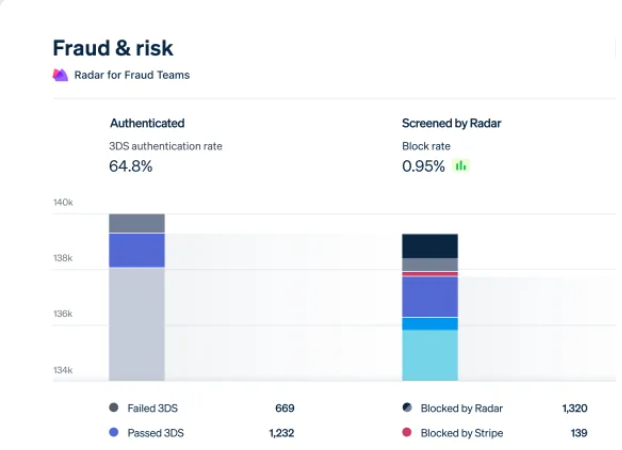 Fraud & risk
Radar for Fraud Teams
Authenticated
3DS authentication rate
64.8%
Screened by Radar
Block rate
0.95%
140k
138k
136k
134k
Failed 3DS 669
Passed 3DS 1,232
Blocked by Radar 1,320
Blocked by Stripe 139